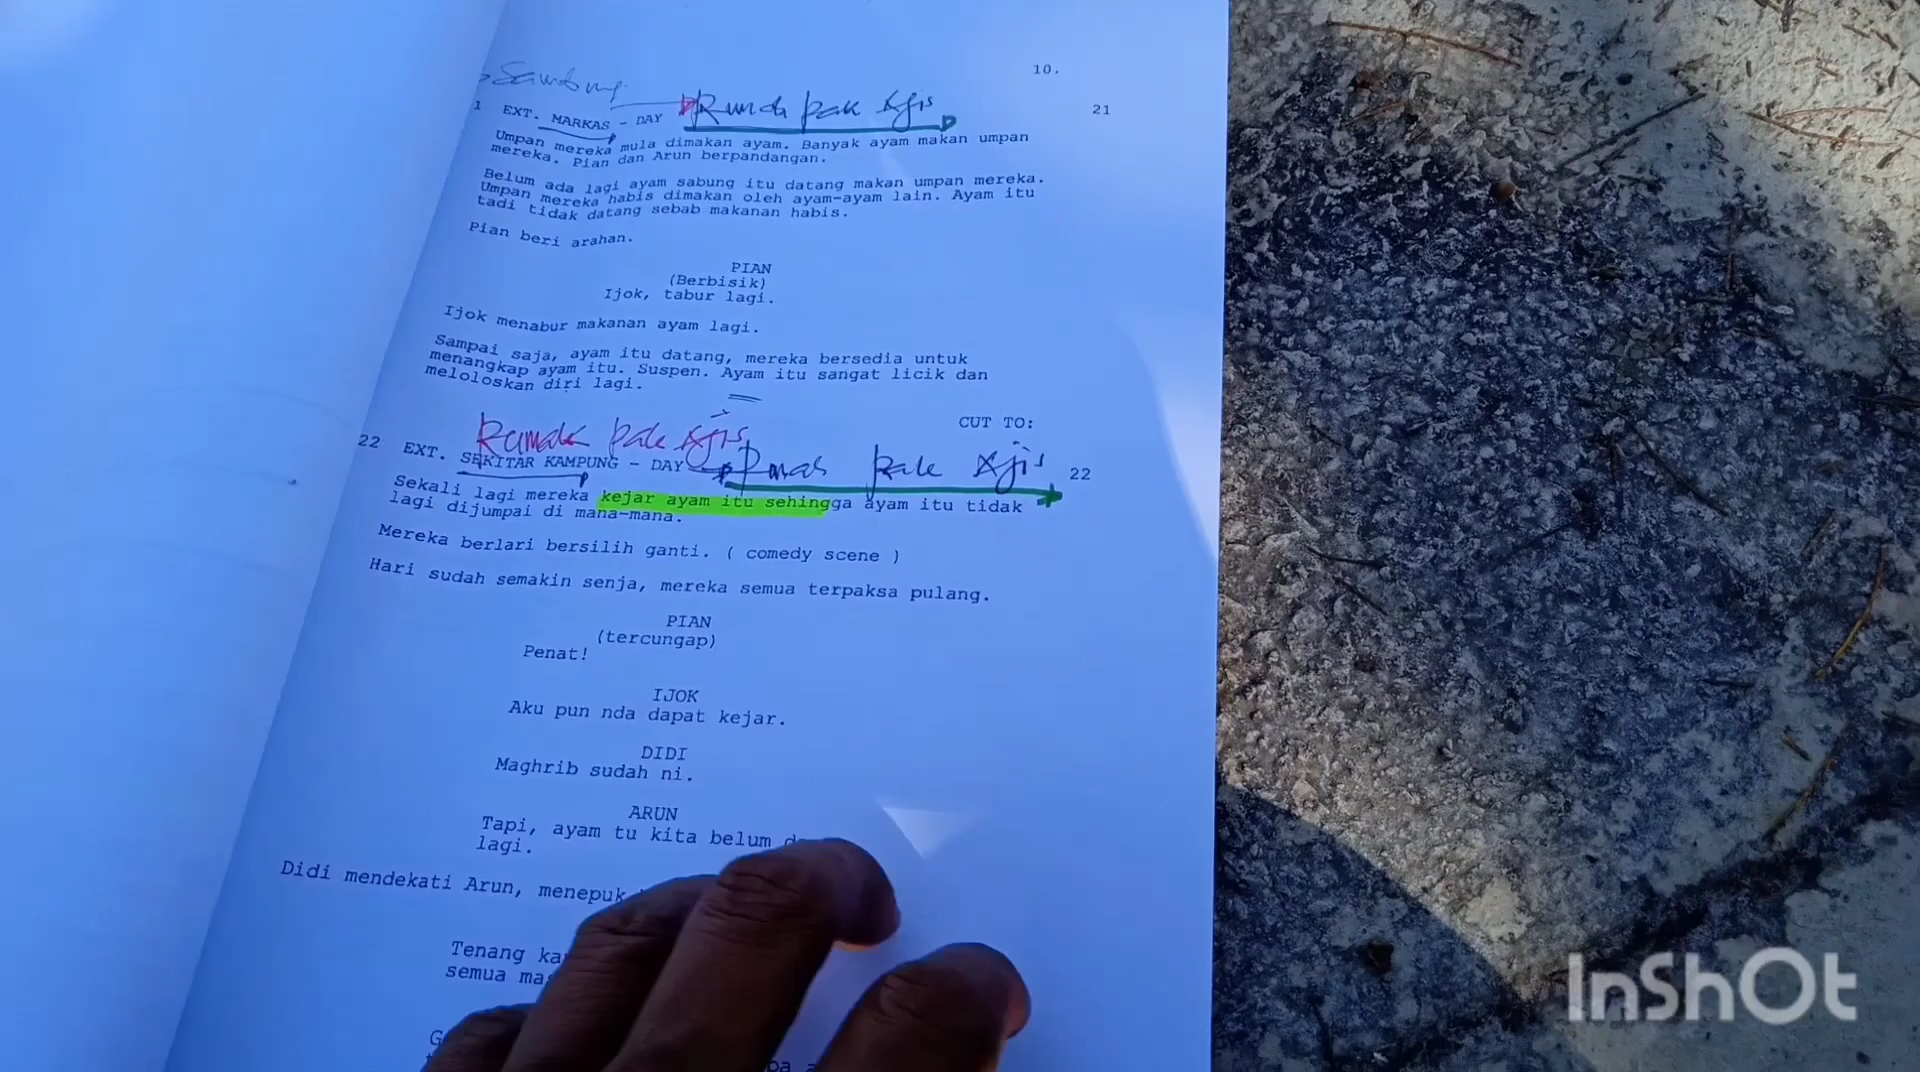 10.
Sambung
Rumah pak Ajis
1 EXT. MARKAS - DAY 21
Umpan mereka mula dimakan ayam. Banyak ayam makan umpan
mereka. Pian dan Arun berpandangan.
Belum ada lagi ayam sabung itu datang makan umpan mereka.
Umpan mereka habis dimakan oleh ayam-ayam lain. Ayam itu
tadi tidak datang sebab makanan habis.
Pian beri arahan.
PIAN
(Berbisik)
Ijok, tabur lagi.
Ijok menabur makanan ayam lagi.
Sampai saja, ayam itu datang, mereka bersedia untuk
menangkap ayam itu. Suspen. Ayam itu sangat licik dan
meloloskan diri lagi.
CUT TO:
Rumah pak Ajis
22 EXT. SEKITAR KAMPUNG - DAY pak Ajis 22
Sekali lagi mereka kejar ayam itu sehingga ayam itu tidak
lagi dijumpai di mana-mana.
Mereka berlari bersilih ganti. ( comedy scene )
Hari sudah semakin senja, mereka semua terpaksa pulang.
PIAN
(tercungap)
Penat!
IJOK
Aku pun nda dapat kejar.
DIDI
Maghrib sudah ni.
ARUN
Tapi, ayam tu kita belum
lagi.
Didi mendekati Arun, menepuk
Tenang
semua
InShOt